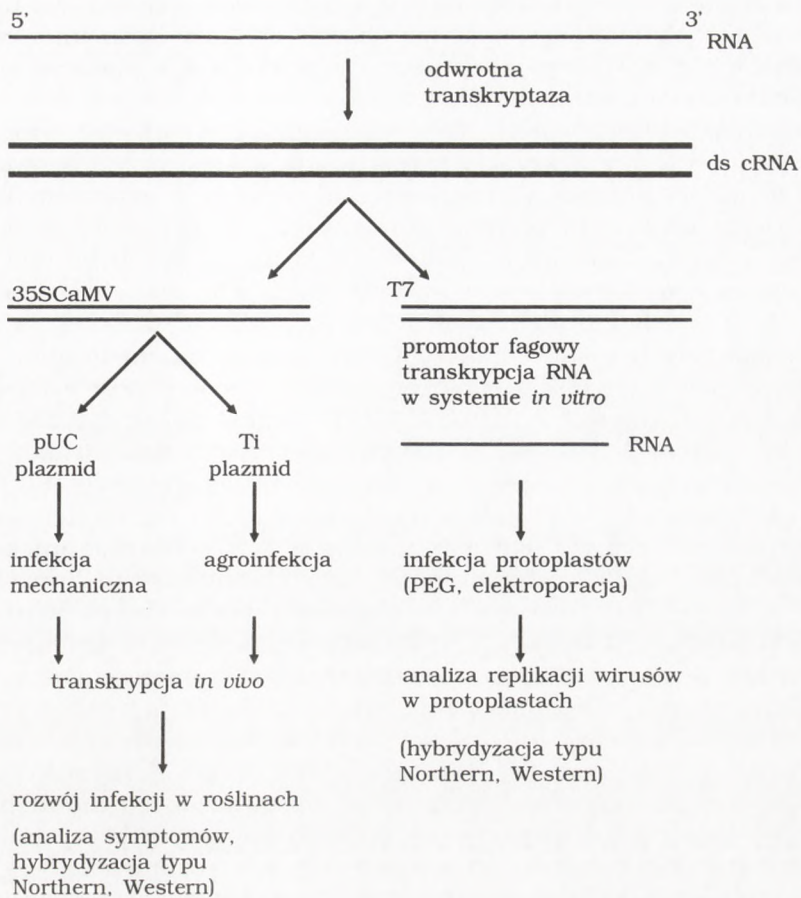 5’ 3’
RNA
odwrotna
transkryptaza
ds cRNA
35SCaMV
T7
promotor fagowy
transkrypcja RNA
w systemie in vitro
RNA
pUC
plazmid
Ti
plazmid
infekcja
mechaniczna
agroinfekcja
infekcja protoplastów
(PEG, elektroporacja)
transkrypcja in vivo
analiza replikacji wirusów
w protoplastach
(hybrydyzacja typu
Northern, Western)
rozwój infekcji w roślinach
(analiza symptomów,
hybrydyzacja typu
Northern, Western)